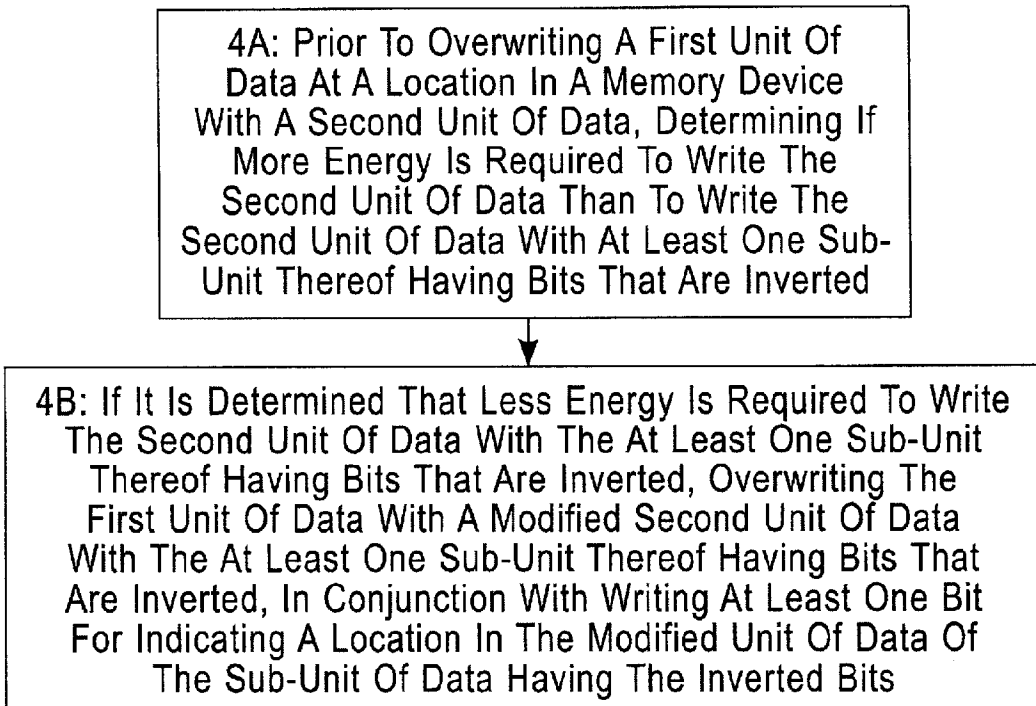 4A: Prior To Overwriting A First Unit Of
Data At A Location In A Memory Device
With A Second Unit Of Data, Determining If
More Energy Is Required To Write The
Second Unit Of Data Than To Write The
Second Unit Of Data With At Least One Sub-
Unit Thereof Having Bits That Are Inverted
4B: If It Is Determined That Less Energy Is Required To Write
The Second Unit Of Data With The At Least One Sub-Unit
Thereof Having Bits That Are Inverted, Overwriting The
First Unit Of Data With A Modified Second Unit Of Data
With The At Least One Sub-Unit Thereof Having Bits That
Are Inverted, In Conjunction With Writing At Least One Bit
For Indicating A Location In The Modified Unit Of Data Of
The Sub-Unit Of Data Having The Inverted Bits